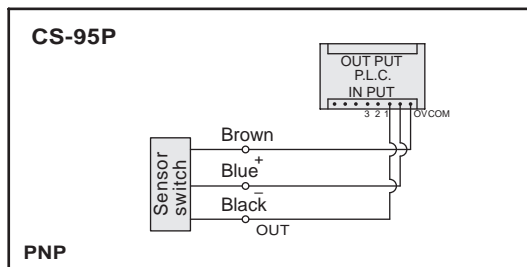 CS-95P
OUT PUT
P.L.C.
IN PUT
3 2 1 OVCOM
Brown
+
Blue
−
Black
OUT
Sensor
switch
PNP